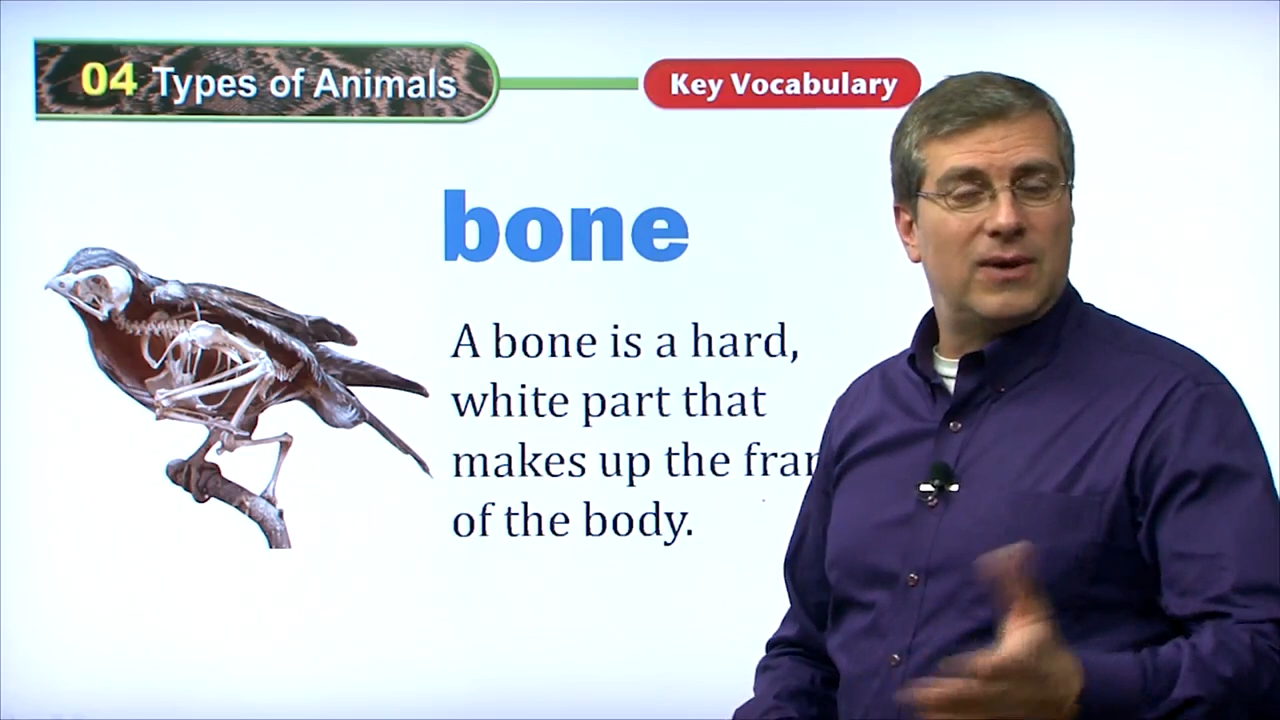 04 Types of Animals
Key Vocabulary
bone
A bone is a hard,
white part that
makes up the
of the body.